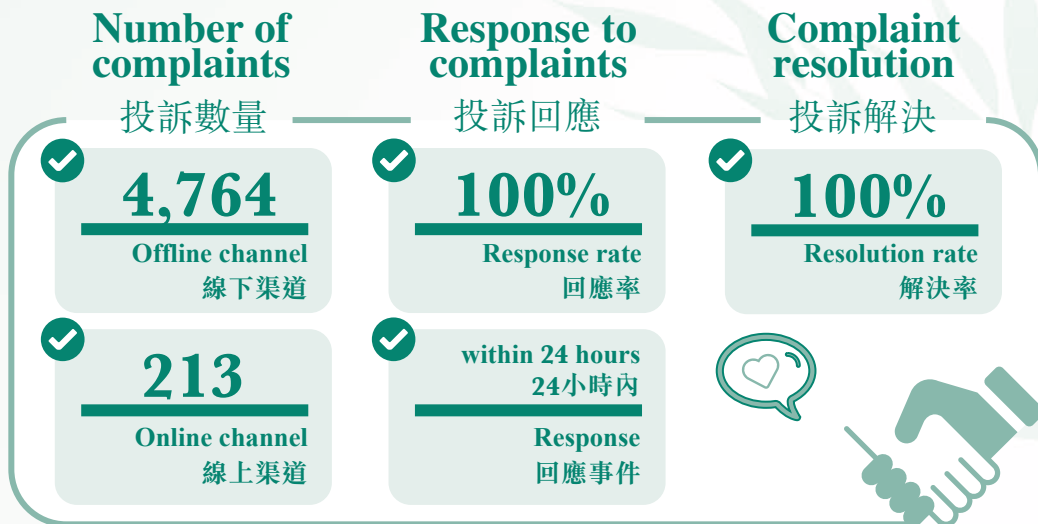 Number of
complaints
投訴數量
4,764
Offline channel
線下渠道
213
Online channel
線上渠道
Response to
complaints
投訴回應
100%
Response rate
回應率
within 24 hours
24小時內
Response
回應事件
Complaint
resolution
投訴解決
100%
Resolution rate
解決率